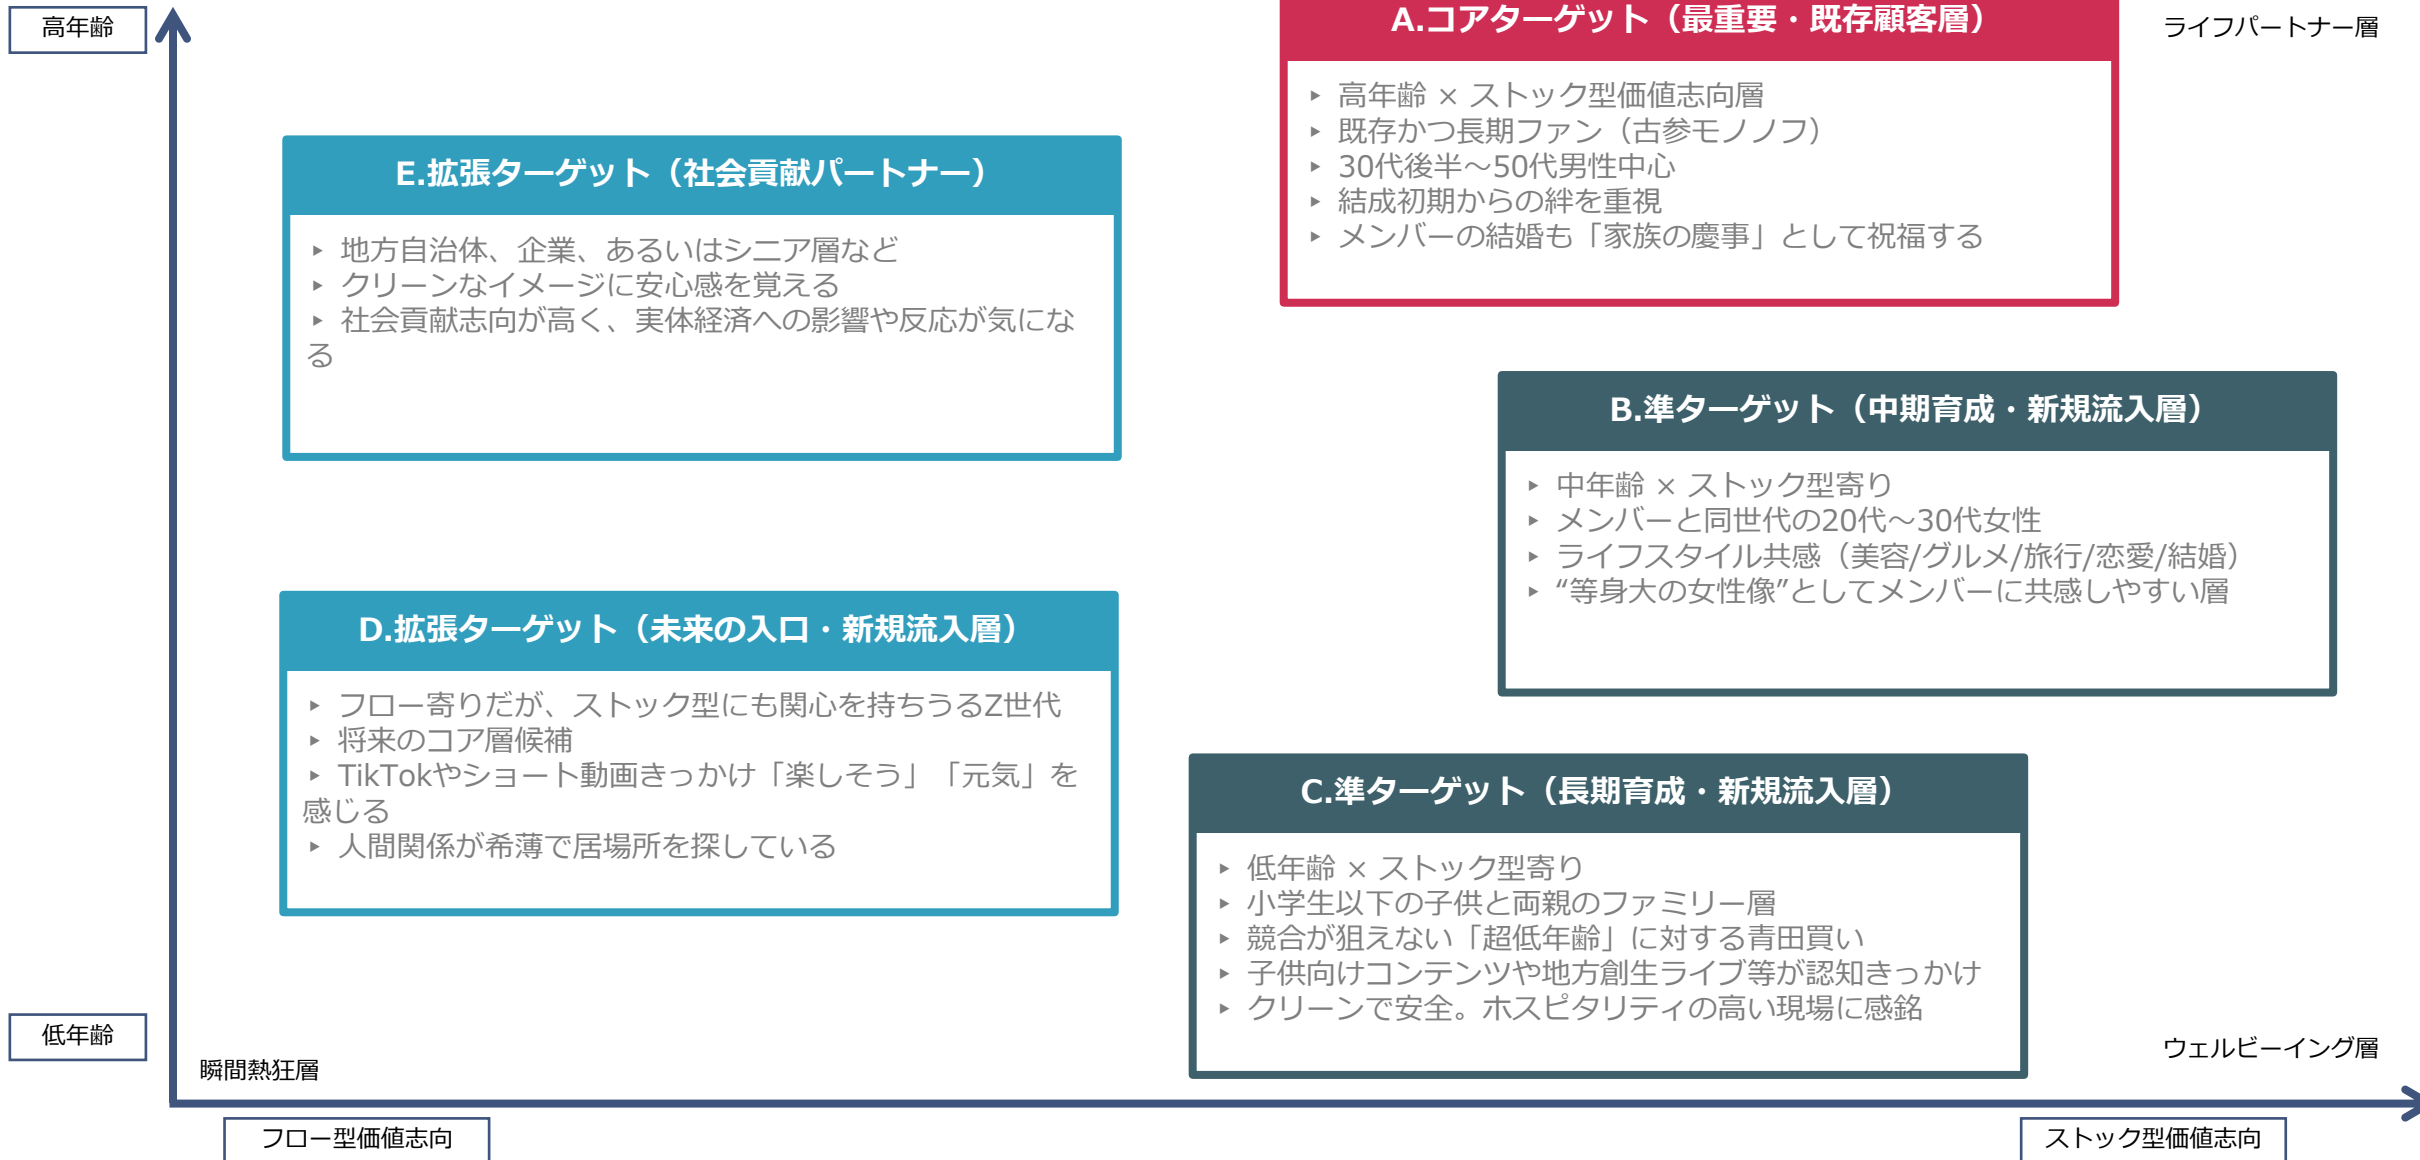 高年齢
A.コアターゲット（最重要・既存顧客層）
ライフパートナー層
▸ 高年齢 × ストック型価値志向層
▸ 既存かつ長期ファン（古参モノノフ）
▸ 30代後半～50代男性中心
▸ 結成初期からの絆を重視
▸ メンバーの結婚も「家族の慶事」として祝福する
E.拡張ターゲット（社会貢献パートナー）
▸ 地方自治体、企業、あるいはシニア層など
▸ クリーンなイメージに安心感を覚える
▸ 社会貢献志向が高く、実体経済への影響や反応が気にな
る
B.準ターゲット（中期育成・新規流入層）
▸ 中年齢 × ストック型寄り
▸ メンバーと同世代の20代～30代女性
▸ ライフスタイル共感（美容/グルメ/旅行/恋愛/結婚）
▸ “等身大の女性像”としてメンバーに共感しやすい層
D.拡張ターゲット（未来の入口・新規流入層）
▸ フロー寄りだが、ストック型にも関心を持ちうるZ世代
▸ 将来のコア層候補
▸ TikTokやショート動画きっかけ「楽しそう」「元気」を
感じる
▸ 人間関係が希薄で居場所を探している
C.準ターゲット（長期育成・新規流入層）
▸ 低年齢 × ストック型寄り
▸ 小学生以下の子供と両親のファミリー層
▸ 競合が狙えない「超低年齢」に対する青田買い
▸ 子供向けコンテンツや地方創生ライブ等が認知きっかけ
▸ クリーンで安全。ホスピタリティの高い現場に感銘
低年齢
瞬間熱狂層
ウェルビーイング層
フロー型価値志向
ストック型価値志向